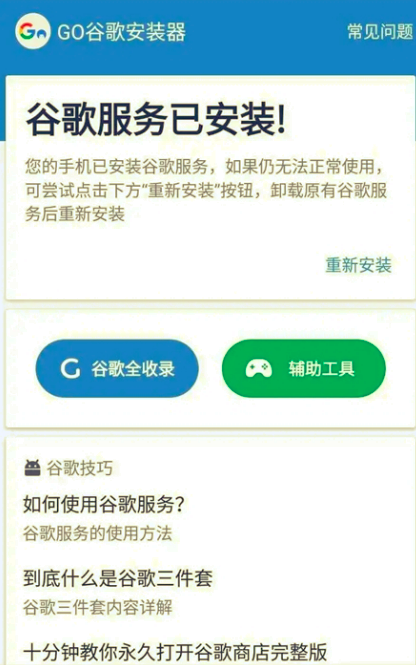 GO谷歌安装器
常见问题
谷歌服务已安装!
您的手机已安装谷歌服务，如果仍无法正常使用，
可尝试点击下方"重新安装"按钮，卸载原有谷歌服
务后重新安装
重新安装
谷歌全收录
辅助工具
谷歌技巧
如何使用谷歌服务?
谷歌服务的使用方法
到底什么是谷歌三件套
谷歌三件套内容详解
十分钟教你永久打开谷歌商店完整版